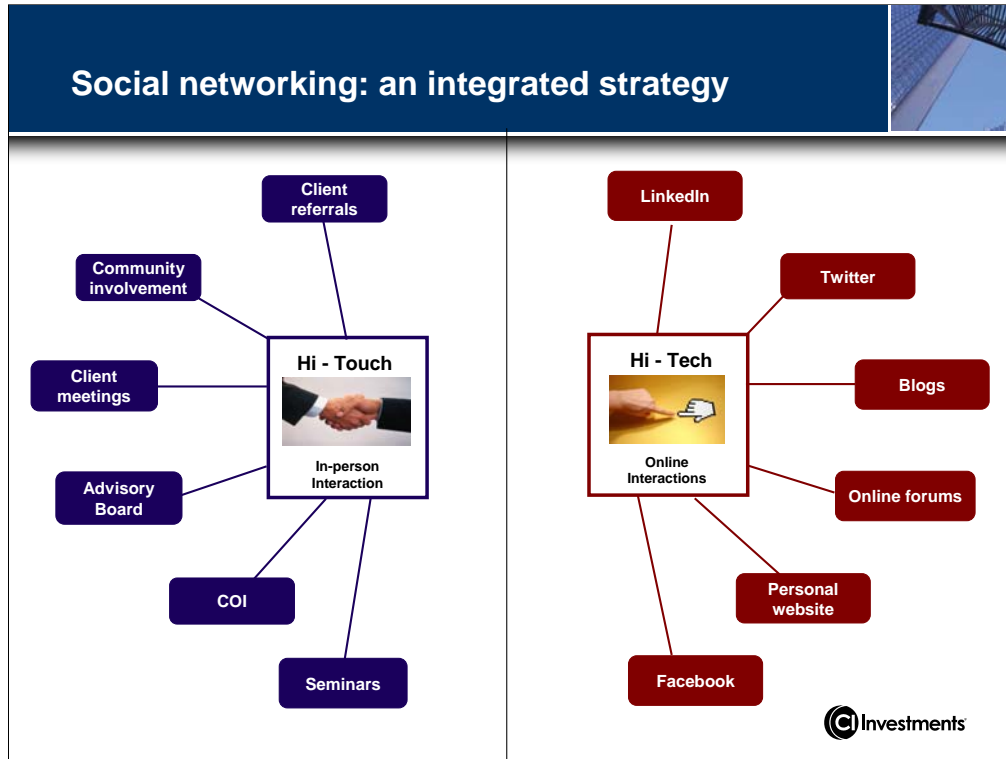 Social networking: an integrated strategy
Client
referrals
Community
involvement
Client
meetings
Advisory
Board
COI
Seminars
Hi - Touch
In-person
Interaction
LinkedIn
Twitter
Blogs
Online forums
Personal
website
Facebook
Hi - Tech
Online
Interactions
CI Investments